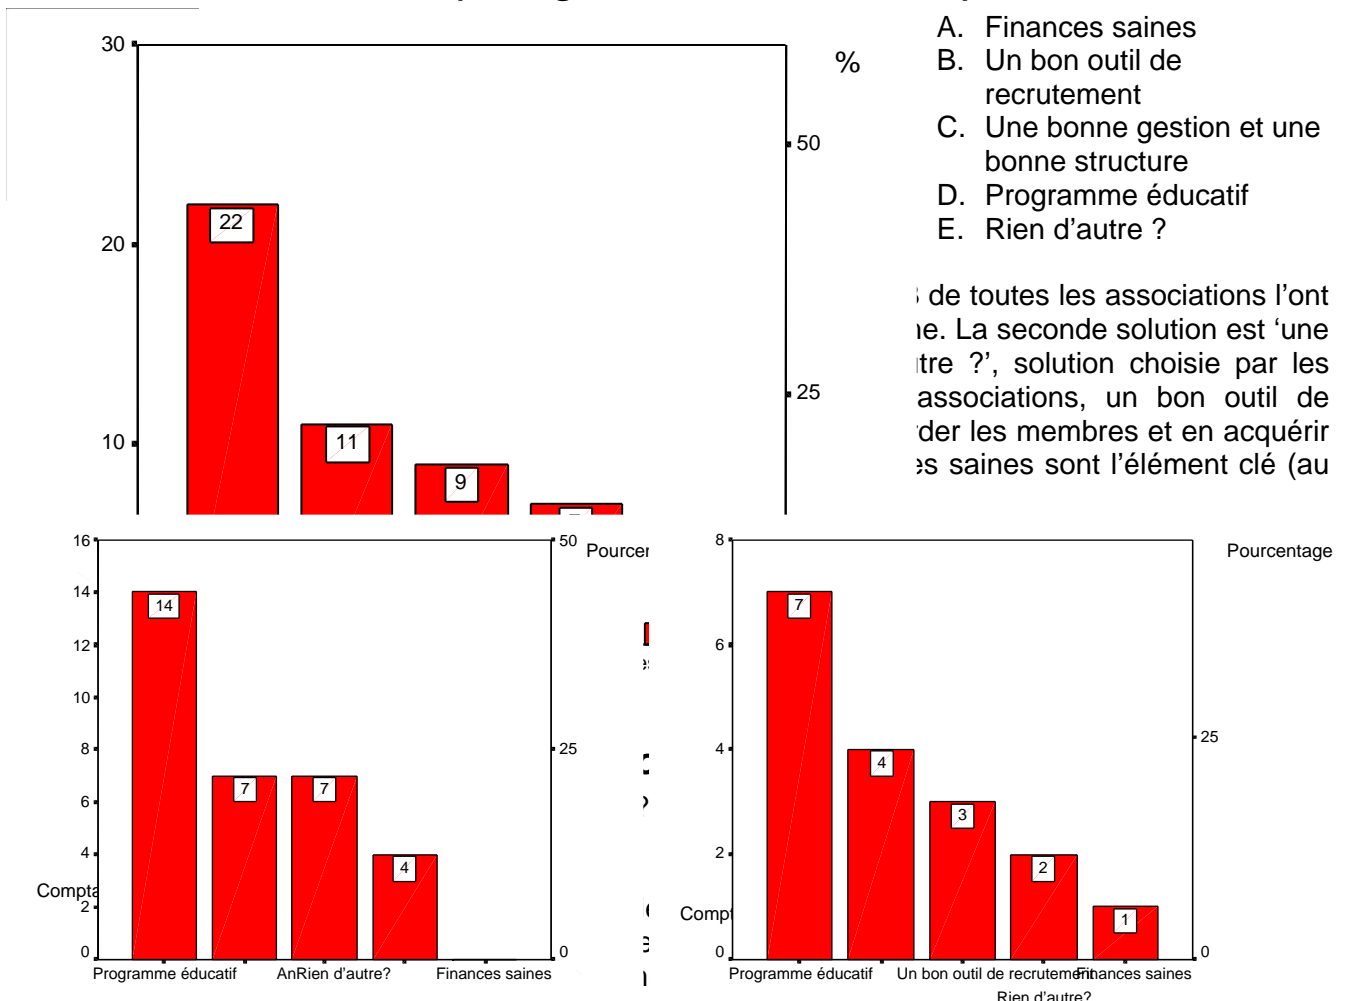 A. Finances saines
B. Un bon outil de
recrutement
C. Une bonne gestion et une
bonne structure
D. Programme éducatif
E. Rien d’autre ?
de toutes les associations l’ont
La seconde solution est ‘une
?’, solution choisie par les
associations, un bon outil de
les membres et en acquérir
saines sont l’élément clé (au
30
%
50
22
20
25
11
10
9
16
50
14
14
12
10
8
25
7
7
6
4
4
2
0
0
Programme éducatif
Rien d’autre?
Finances saines
8
Pourcentage
7
6
4
4
25
3
2
2
1
0
0
Programme éducatif
Un bon outil de recrutement
Finances saines
Rien d’autre?